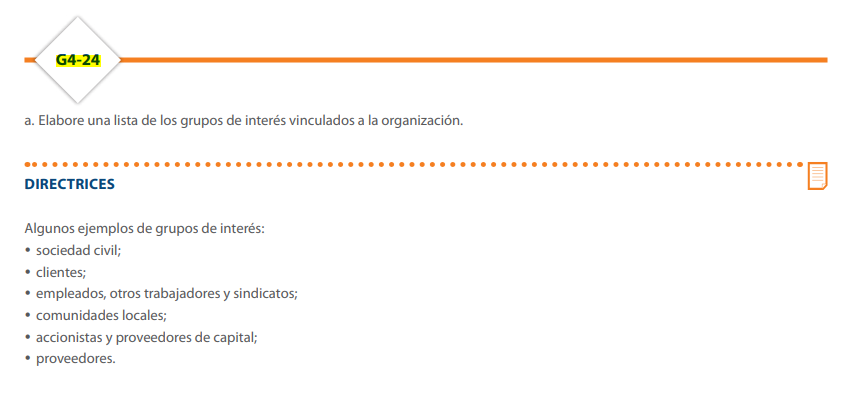 G4-24
a. Elabore una lista de los grupos de interés vinculados a la organización.
DIRECTRICES
Algunos ejemplos de grupos de interés:
• sociedad civil;
• clientes;
• empleados, otros trabajadores y sindicatos;
• comunidades locales;
• accionistas y proveedores de capital;
• proveedores.